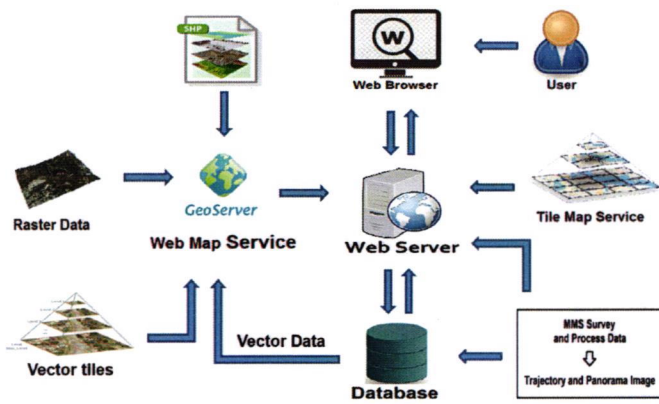 SHP
W
Web Browser
User
Raster Data
GeoServer
Web Map Service
Web Server
Tile Map Service
Vector tiles
Vector Data
Database
MMS Survey
and Process Data
Trajectory and Panorama Image